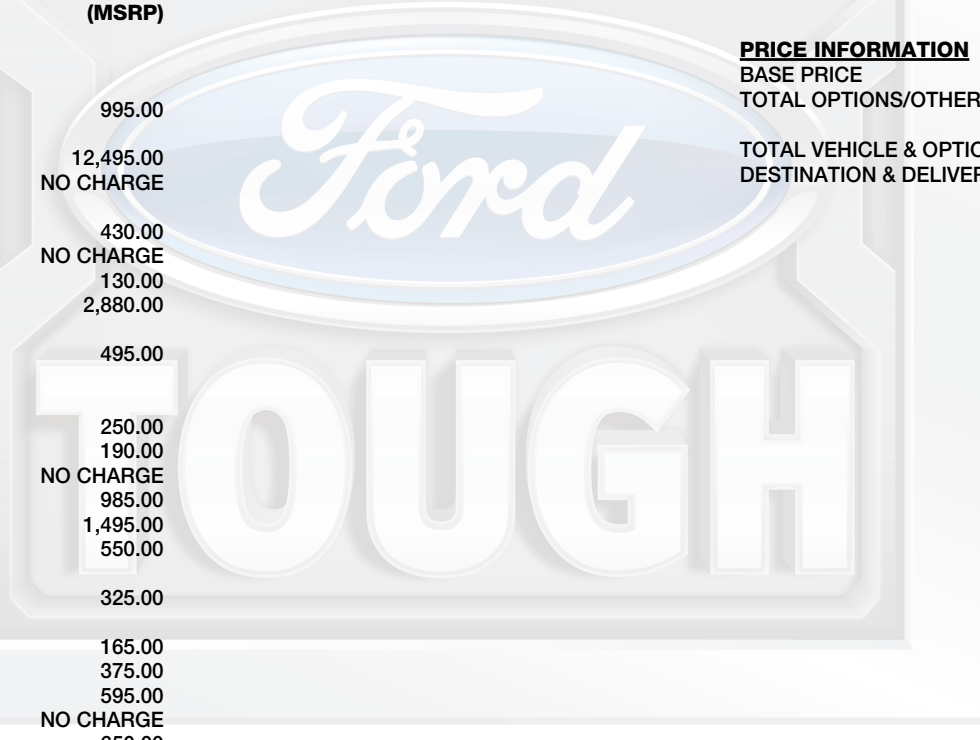 (MSRP)
995.00
12,495.00
NO CHARGE
430.00
NO CHARGE
130.00
2,880.00
495.00
250.00
190.00
NO CHARGE
985.00
1,495.00
550.00
325.00
165.00
375.00
595.00
NO CHARGE
PRICE INFORMATION
BASE PRICE
TOTAL OPTIONS/OTHER
TOTAL VEHICLE & OPTIO
DESTINATION & DELIVER
Ford
TOUGH